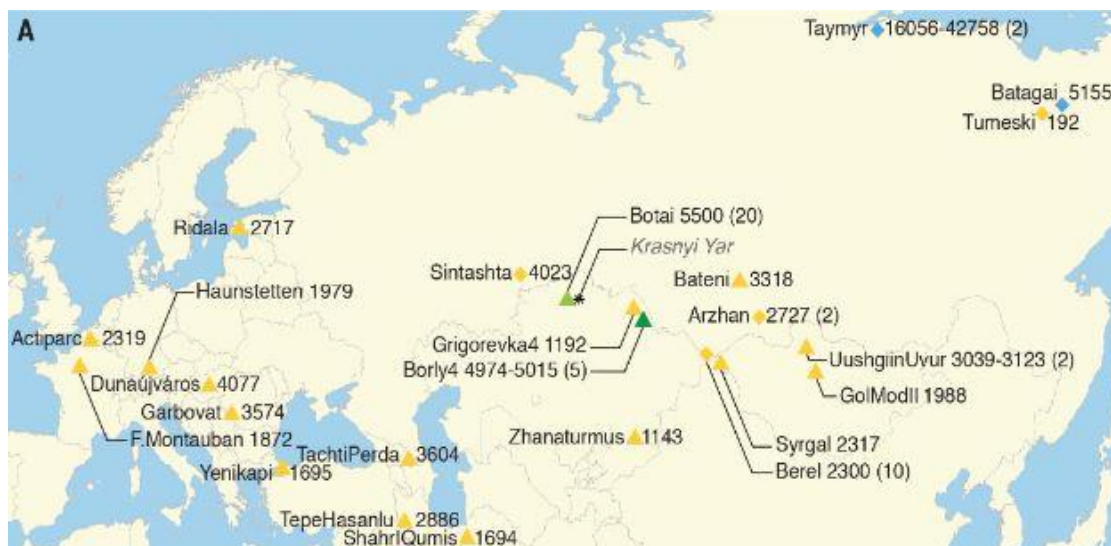 A
Taymyr 16056-42758 (2)
Batagai 5155
Tumeski 192
Botai 5500 (20)
Ridala 2717
Krasnyi Yar
Sintashta 4023
Bateni 3318
Haunstetten 1979
Arzhan 2727 (2)
Actiparc 2319
Grigorevka4 1192
UushgiinUvur 3039-3123 (2)
Borly4 4974-5015 (5)
Dunaújváros 4077
GolModII 1988
Garbovat 3574
F.Montauban 1872
Zhanaturmus 1143
Syrgal 2317
TachtiPerda 3604
Berel 2300 (10)
Yenikapi 1695
TepeHasanlu 2886
ShahrIQumis 1694